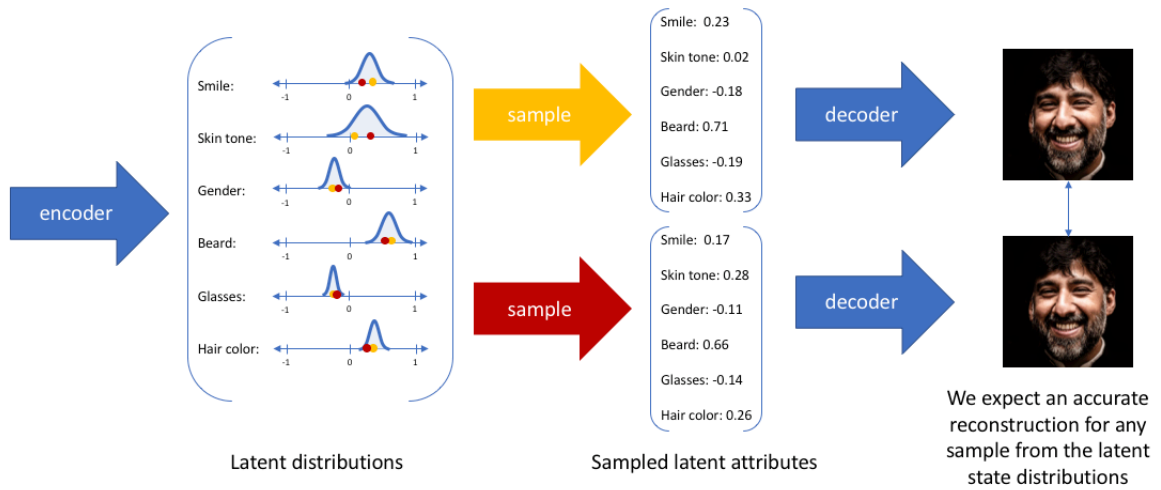 encoder
Smile:
-1 0 1
Skin tone:
-1 0 1
Gender:
-1 0 1
Beard:
-1 0 1
Glasses:
-1 0 1
Hair color:
-1 0 1
Latent distributions
sample
Smile: 0.23
Skin tone: 0.02
Gender: -0.18
Beard: 0.71
Glasses: -0.19
Hair color: 0.33
decoder
sample
Smile: 0.17
Skin tone: 0.28
Gender: -0.11
Beard: 0.66
Glasses: -0.14
Hair color: 0.26
decoder
Sampled latent attributes
We expect an accurate
reconstruction for any
sample from the latent
state distributions